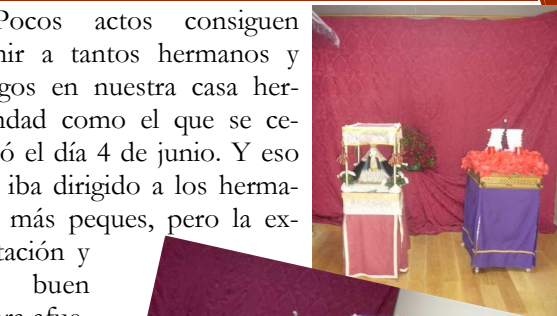 Pocos actos consiguen
nir a tantos hermanos y
gos en nuestra casa her-
ndad como el que se ce-
ó el día 4 de junio. Y eso
iba dirigido a los herma-
más peques, pero la ex-
tación y
buen